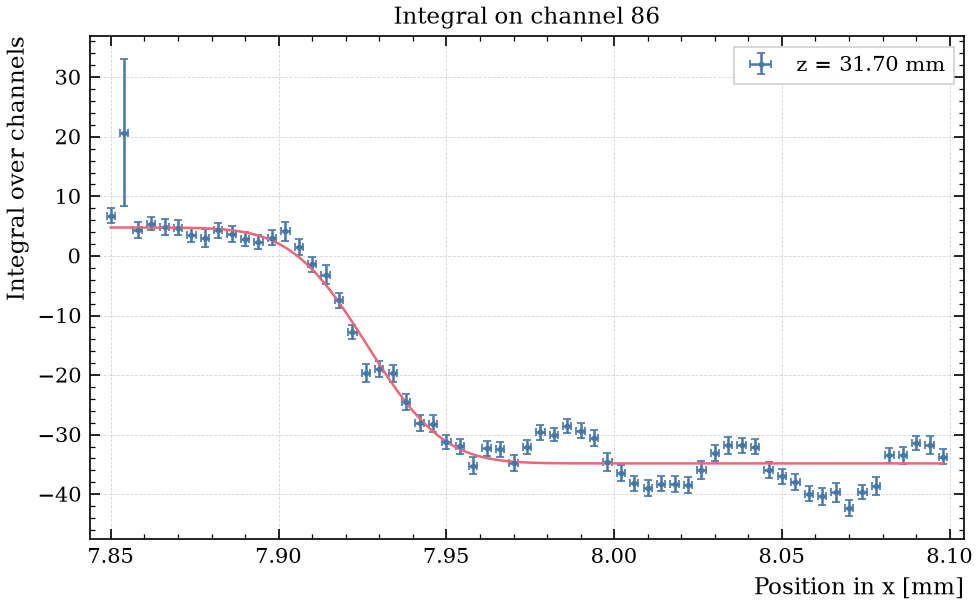 Integral on channel 86
Integral over channels
z = 31.70 mm
30
20
10
0
−10
−20
−30
−40
7.85 7.90 7.95 8.00 8.05 8.10
Position in x [mm]